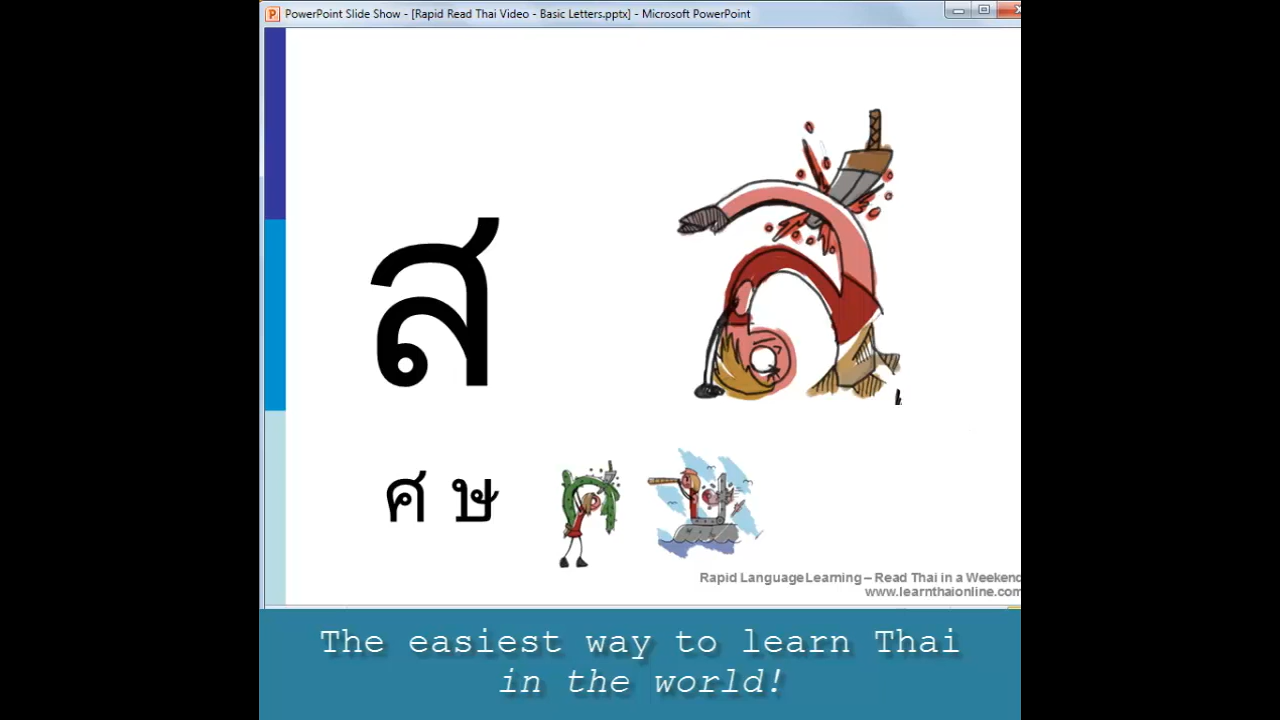 PowerPoint Slide Show - [Rapid Read Thai Video - Basic Letters.pptx] - Microsoft PowerPoint
ส
ศ ษ
Rapid Language Learning – Read Thai in a Weekend
www.learnthaionline.com
The easiest way to learn Thai
in the world!